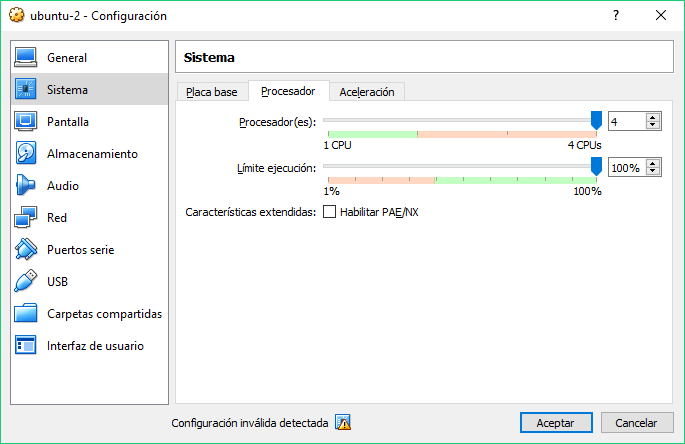 ubuntu-2 - Configuración
General
Sistema
Pantalla
Almacenamiento
Audio
Red
Puertos serie
USB
Carpetas compartidas
Interfaz de usuario
Sistema
Placa base Procesador Aceleración
Procesador(es): 4
1 CPU 4 CPUs
Límite ejecución: 100%
1% 100%
Características extendidas: Habilitar PAE/NX
Configuración inválida detectada Aceptar Cancelar